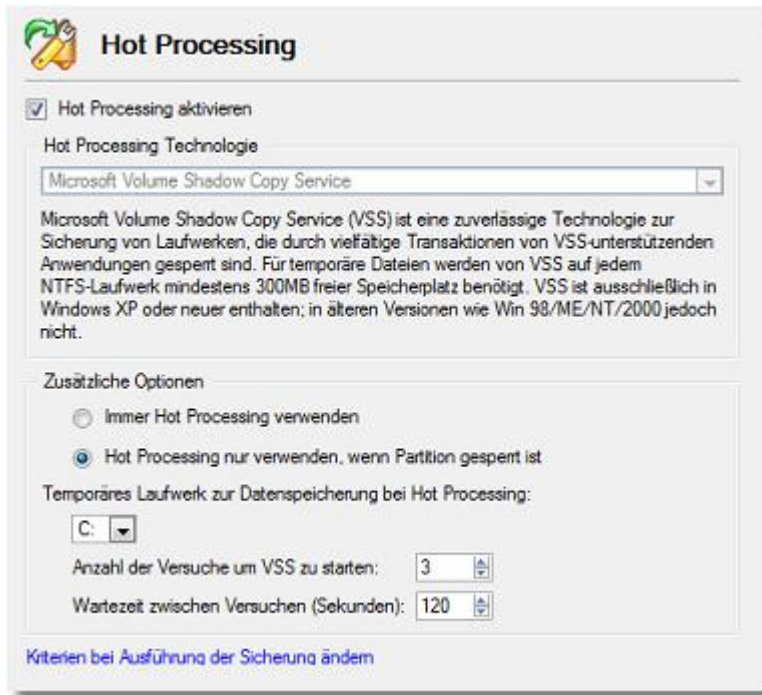 Hot Processing
Hot Processing aktivieren
Hot Processing Technologie
Microsoft Volume Shadow Copy Service
Microsoft Volume Shadow Copy Service (VSS) ist eine zuverlässige Technologie zur
Sicherung von Laufwerken, die durch vielfältige Transaktionen von VSS-unterstützenden
Anwendungen gesperrt sind. Für temporäre Dateien werden von VSS auf jedem
NTFS-Laufwerk mindestens 300MB freier Speicherplatz benötigt. VSS ist ausschließlich in
Windows XP oder neuer enthalten; in älteren Versionen wie Win 98/ME/NT/2000 jedoch
nicht.
Zusätzliche Optionen
Immer Hot Processing verwenden
Hot Processing nur verwenden, wenn Partition gesperrt ist
Temporäres Laufwerk zur Datenspeicherung bei Hot Processing:
C:
Anzahl der Versuche um VSS zu starten: 3
Wartezeit zwischen Versuchen (Sekunden): 120
Kriterien bei Ausführung der Sicherung ändern